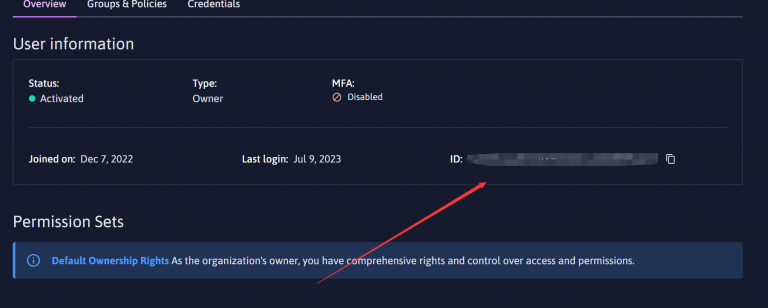 Overview Groups & Policies Credentials
User information
Status: Type: MFA:
Activated Owner Disabled
Joined on: Dec 7, 2022 Last login: Jul 9, 2023 ID:
Permission Sets
Default Ownership Rights As the organization's owner, you have comprehensive rights and control over access and permissions.